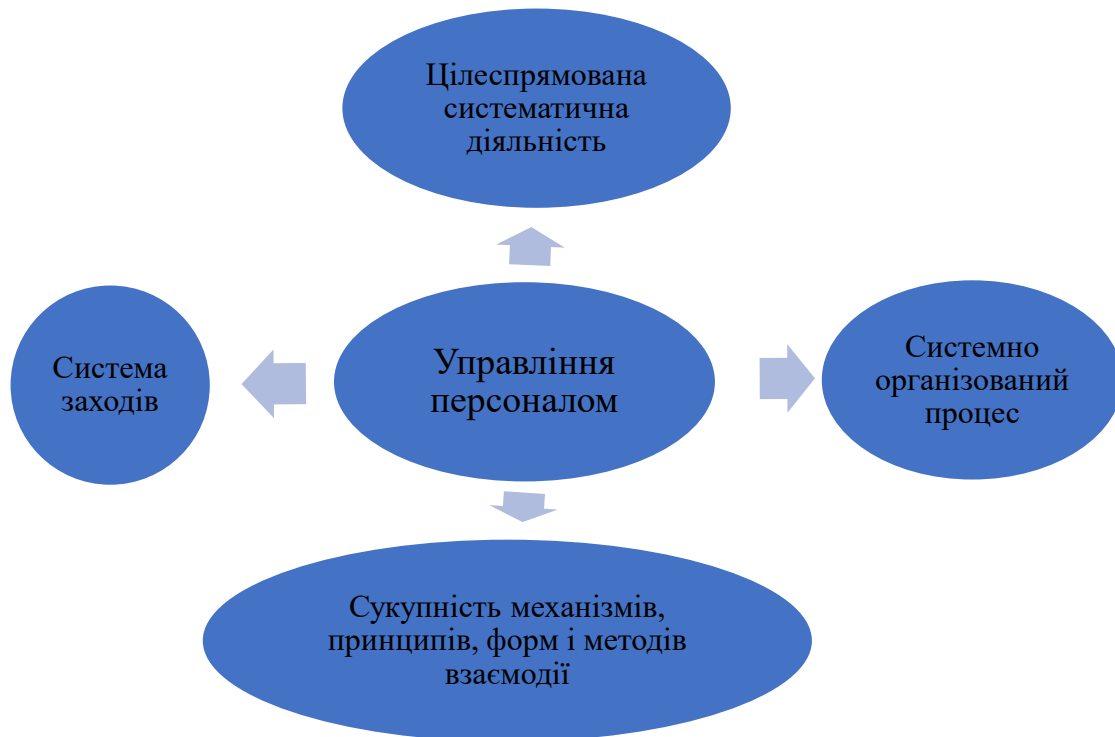 Цілеспрямована
систематична
діяльність
Система
заходів
Управління
персоналом
Системно
організований
процес
Сукупність механізмів,
принципів, форм і методів
взаємодії